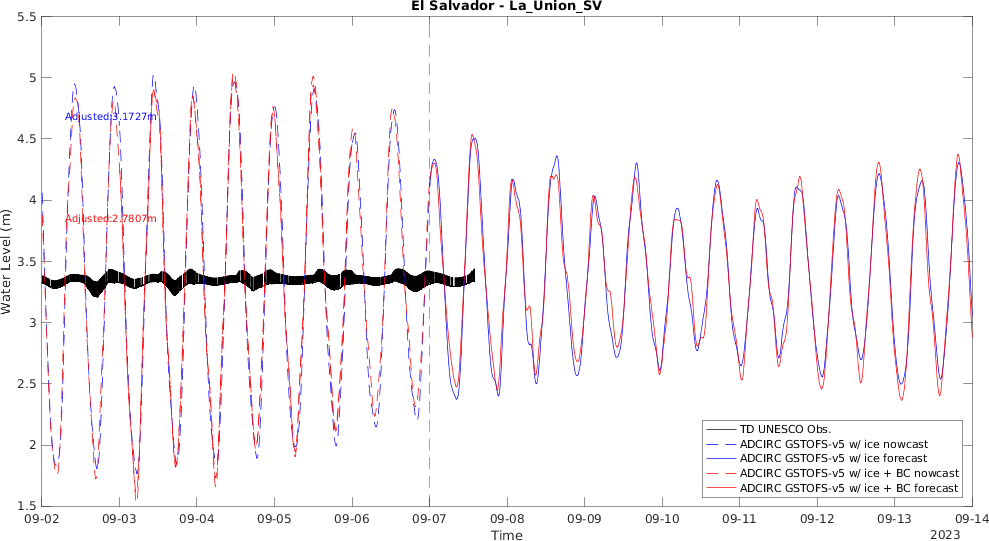 El Salvador - La_Union_SV
5.5
5
4.5
4
3.5
3
2.5
2
1.5
Water Level (m)
Adjusted:3.1727m
Adjusted:2.7807m
TD UNESCO Obs.
ADCIRC GSTOFS-v5 w/ ice nowcast
ADCIRC GSTOFS-v5 w/ ice forecast
ADCIRC GSTOFS-v5 w/ ice + BC nowcast
ADCIRC GSTOFS-v5 w/ ice + BC forecast
09-02 09-03 09-04 09-05 09-06 09-07 09-08 09-09 09-10 09-11 09-12 09-13 09-14
Time
2023